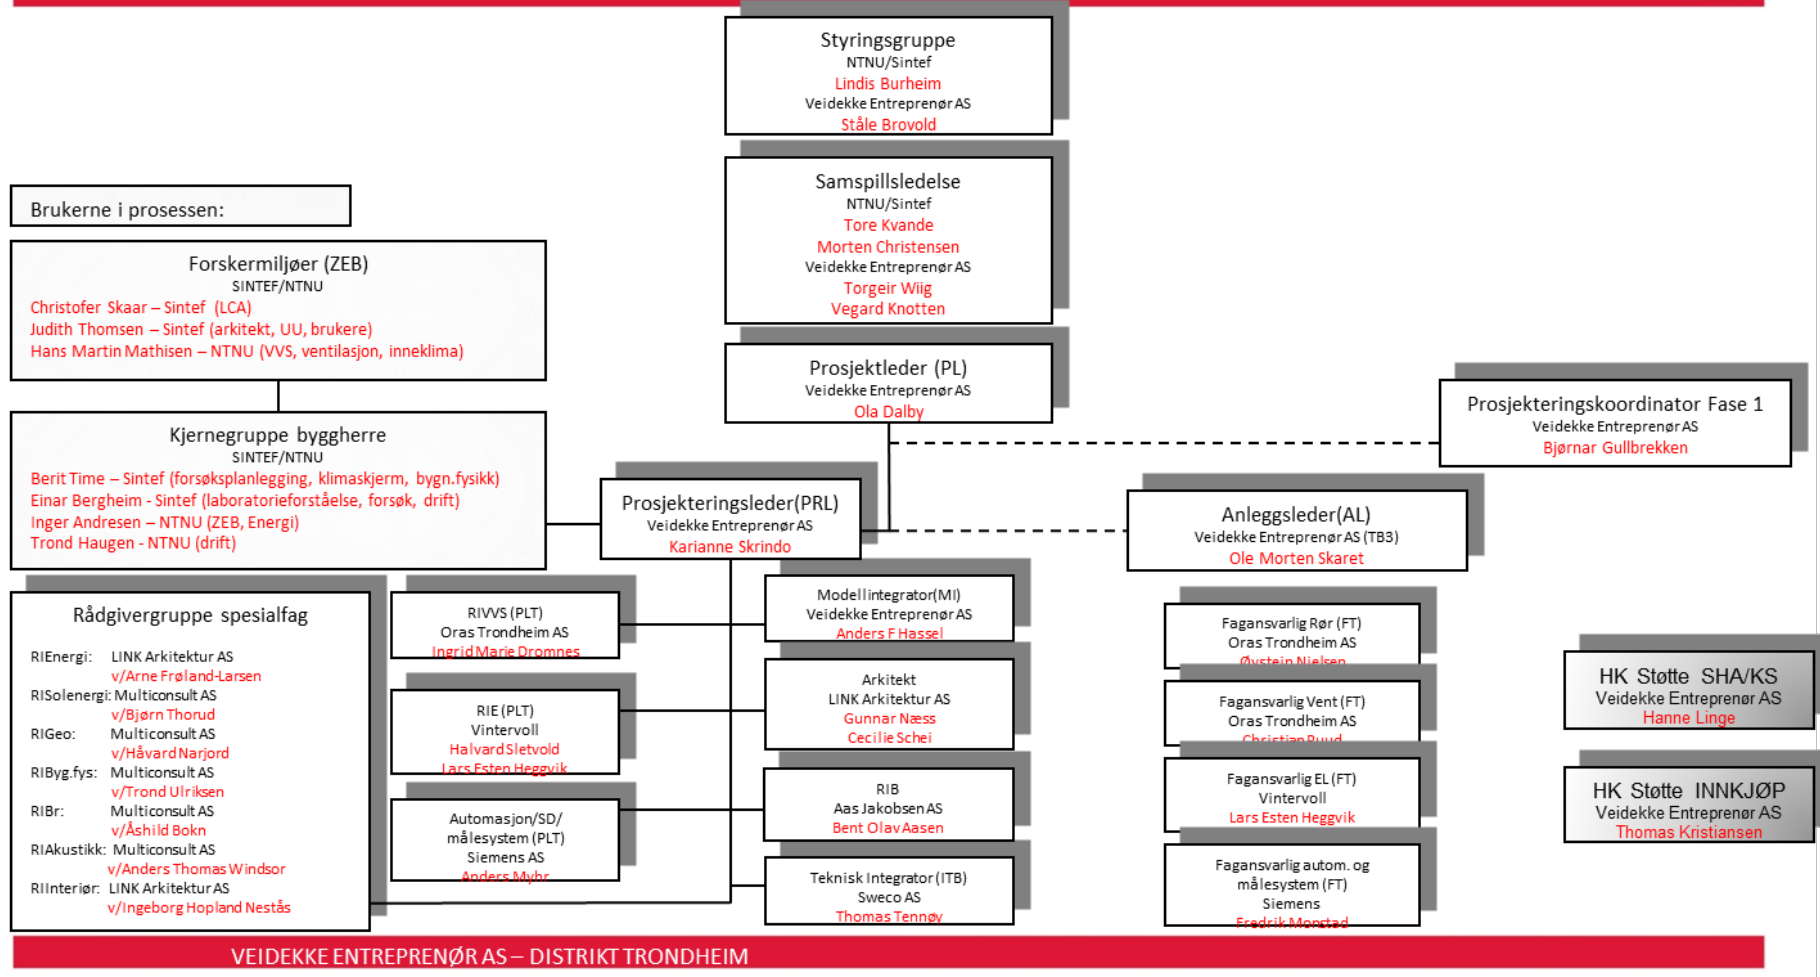 Styringsgruppe
NTNU/Sintef
Lindis Burheim
Veidekke Entreprenør AS
Ståle Brovold
Samspillsledelse
NTNU/Sintef
Tore Kvande
Morten Christensen
Veidekke Entreprenør AS
Torgeir Wiig
Vegard Knotten
Brukerne i prosessen:
Forskermiljøer (ZEB)
SINTEF/NTNU
Christofer Skaar – Sintef (LCA)
Judith Thomsen – Sintef (arkitekt, UU, brukere)
Hans Martin Mathisen – NTNU (VVS, ventilasjon, inneklima)
Prosjektleder (PL)
Veidekke Entreprenør AS
Ola Dalby
Prosjekteringskoordinator Fase 1
Veidekke Entreprenør AS
Bjørnar Gullbrekken
Kjernegruppe byggherre
SINTEF/NTNU
Berit Time – Sintef (forsøksplanlegging, klimaskjerm, bygn.fysikk)
Einar Bergheim - Sintef (laboratorieforståelse, forsøk, drift)
Inger Andresen – NTNU (ZEB, Energi)
Trond Haugen - NTNU (drift)
Prosjekteringsleder(PRL)
Veidekke Entreprenør AS
Karianne Skrindo
Anleggsleder(AL)
Veidekke Entreprenør AS (TB3)
Ole Morten Skaret
Rådgivergruppe spesialfag
RIEnergi: LINK Arkitektur AS
v/Arne Frøland-Larsen
RISolenergi: Multiconsult AS
v/Bjørn Thorud
RIGeo: Multiconsult AS
v/Håvard Narjord
RIByg.fys: Multiconsult AS
v/Trond Ulriksen
RIBr: Multiconsult AS
v/Åshild Bokn
RIAkustikk: Multiconsult AS
v/Anders Thomas Windsor
RIInteriør: LINK Arkitektur AS
v/Ingeborg Hopland Nestås
RIVVS (PLT)
Oras Trondheim AS
Ingrid Marie Dromnes
RIE (PLT)
Vintervoll
Halvard Sletvold
Lars Esten Heggvik
Automasjon/SD/
målesystem (PLT)
Siemens AS
Anders Myhr
Modellintegrator(MI)
Veidekke Entreprenør AS
Anders F Hassel
Arkitekt
LINK Arkitektur AS
Gunnar Næss
Cecilie Schei
RIB
Aas Jakobsen AS
Bent Olav Aasen
Teknisk Integrator (ITB)
Sweco AS
Thomas Tennøy
Fagansvarlig Rør (FT)
Oras Trondheim AS
Øystein Nielsen
Fagansvarlig Vent (FT)
Oras Trondheim AS
Christian Ruud
Fagansvarlig EL (FT)
Vintervoll
Lars Esten Heggvik
Fagansvarlig autom. og
målesystem (FT)
Siemens
Fredrik Monstad
HK Støtte SHA/KS
Veidekke Entreprenør AS
Hanne Linge
HK Støtte INNKJØP
Veidekke Entreprenør AS
Thomas Kristiansen
VEIDEKKE ENTREPRENØR AS – DISTRIKT TRONDHEIM